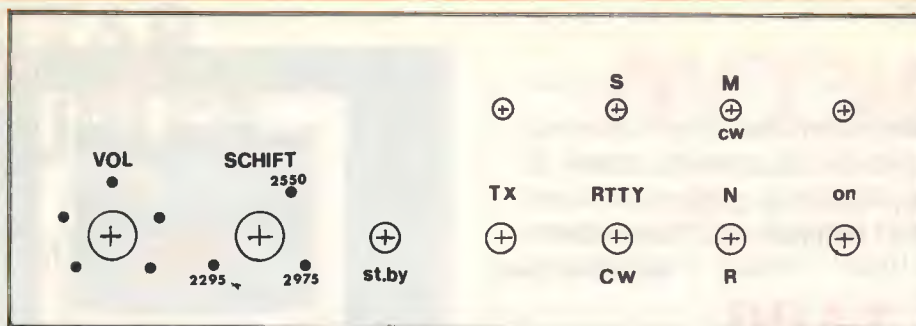 S M
cw
VOL SCHIFT
2550
TX RTTY N on
2295 2975
st.by
CW R